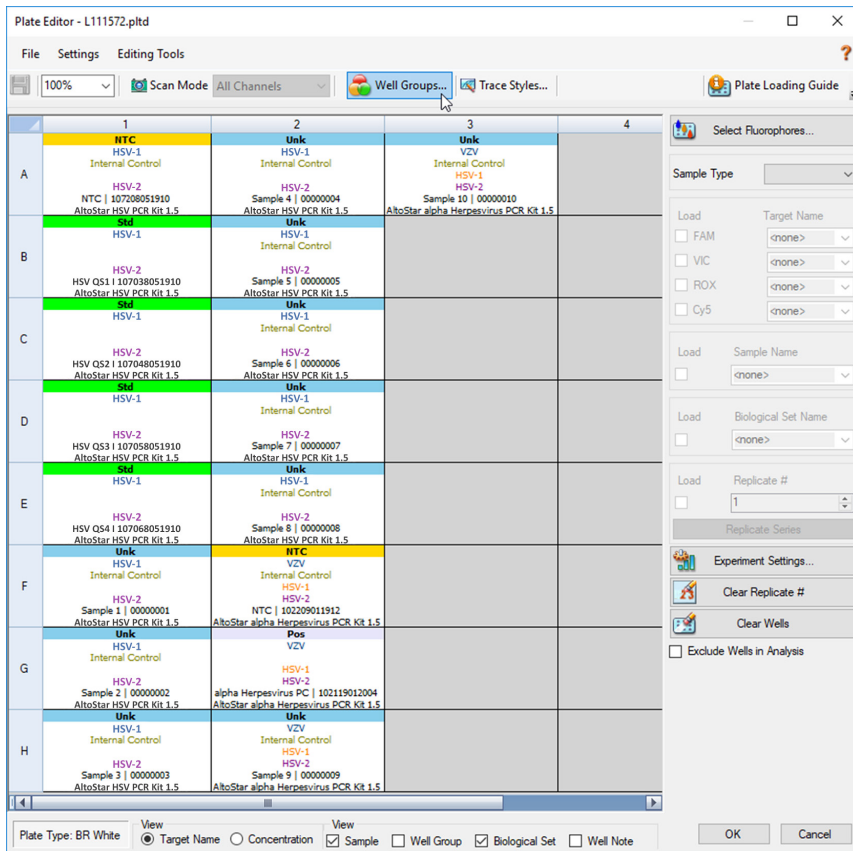 Plate Editor - L111572.pltd
File Settings Editing Tools
?
100% Scan Mode All Channels Well Groups... Trace Styles... Plate Loading Guide
1 2 3 4
A
NTC
HSV-1
Internal Control
HSV-2
NTC | 107208051910
AltoStar HSV PCR Kit 1.5
Unk
HSV-1
Internal Control
HSV-2
Sample 4 | 00000004
AltoStar HSV PCR Kit 1.5
Unk
VZV
Internal Control
HSV-1
HSV-2
Sample 10 | 00000010
AltoStar alpha Herpesvirus PCR Kit 1.5
B
Std
HSV-1
HSV-2
HSV QS1 I 107038051910
AltoStar HSV PCR Kit 1.5
Unk
HSV-1
Internal Control
HSV-2
Sample 5 | 00000005
AltoStar HSV PCR Kit 1.5
C
Std
HSV-1
HSV-2
HSV QS2 I 107048051910
AltoStar HSV PCR Kit 1.5
Unk
HSV-1
Internal Control
HSV-2
Sample 6 | 00000006
AltoStar HSV PCR Kit 1.5
D
Std
HSV-1
HSV-2
HSV QS3 I 107058051910
AltoStar HSV PCR Kit 1.5
Unk
HSV-1
Internal Control
HSV-2
Sample 7 | 00000007
AltoStar HSV PCR Kit 1.5
E
Std
HSV-1
HSV-2
HSV QS4 I 107068051910
AltoStar HSV PCR Kit 1.5
Unk
HSV-1
Internal Control
HSV-2
Sample 8 | 00000008
AltoStar HSV PCR Kit 1.5
F
Unk
HSV-1
Internal Control
HSV-2
Sample 1 | 00000001
AltoStar HSV PCR Kit 1.5
NTC
VZV
Internal Control
HSV-1
HSV-2
NTC | 102209011912
AltoStar alpha Herpesvirus PCR Kit 1.5
G
Unk
HSV-1
Internal Control
HSV-2
Sample 2 | 00000002
AltoStar HSV PCR Kit 1.5
Pos
VZV
HSV-1
HSV-2
alpha Herpesvirus PC | 102119012004
AltoStar alpha Herpesvirus PCR Kit 1.5
H
Unk
HSV-1
Internal Control
HSV-2
Sample 3 | 00000003
AltoStar HSV PCR Kit 1.5
Unk
VZV
Internal Control
HSV-1
HSV-2
Sample 9 | 00000009
AltoStar alpha Herpesvirus PCR Kit 1.5
Select Fluorophores...
Sample Type
Load Target Name
FAM <none>
VIC <none>
ROX <none>
Cy5 <none>
Load Sample Name
<none>
Load Biological Set Name
<none>
Load Replicate #
1
Replicate Series
Experiment Settings...
Clear Replicate #
Clear Wells
Exclude Wells in Analysis
Plate Type: BR White
View
Target Name Concentration
View
Sample Well Group Biological Set Well Note
OK Cancel